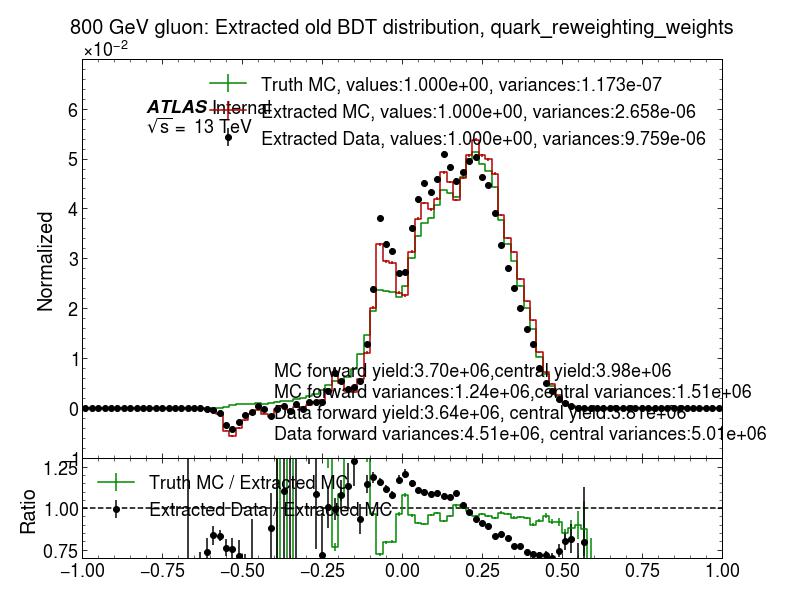 800 GeV gluon: Extracted old BDT distribution, quark_reweighting_weights
×10⁻²
Truth MC, values:1.000e+00, variances:1.173e-07
ATLAS Internal
Extracted MC, values:1.000e+00, variances:2.658e-06
√s = 13 TeV
Extracted Data, values:1.000e+00, variances:9.759e-06
6
5
4
3
2
1
0
−1
Normalized
MC forward yield:3.70e+06,central yield:3.98e+06
MC forward variances:1.24e+06,central variances:1.51e+06
Data forward yield:3.64e+06, central yield:3.81e+06
Data forward variances:4.51e+06, central variances:5.01e+06
1.25
1.00
0.75
Ratio
Truth MC / Extracted MC
Extracted Data / Extracted MC
−1.00 −0.75 −0.50 −0.25 0.00 0.25 0.50 0.75 1.00